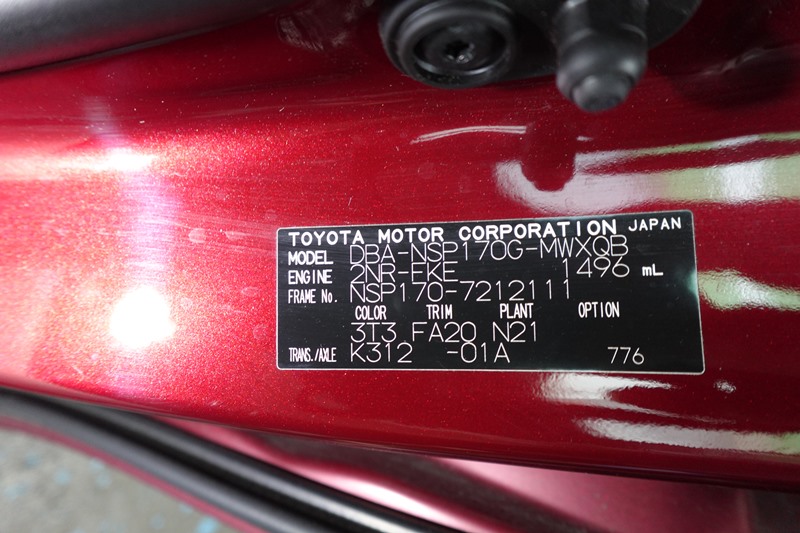 TOYOTA MOTOR CORPORATION JAPAN
MODEL DBA-NSP170G-MWXQB
ENGINE 2NR-FKE 1496 mL
FRAME No. NSP170-7212111
COLOR TRIM PLANT OPTION
3T3 FA20 N21
TRANS./AXLE K312 -01A 776